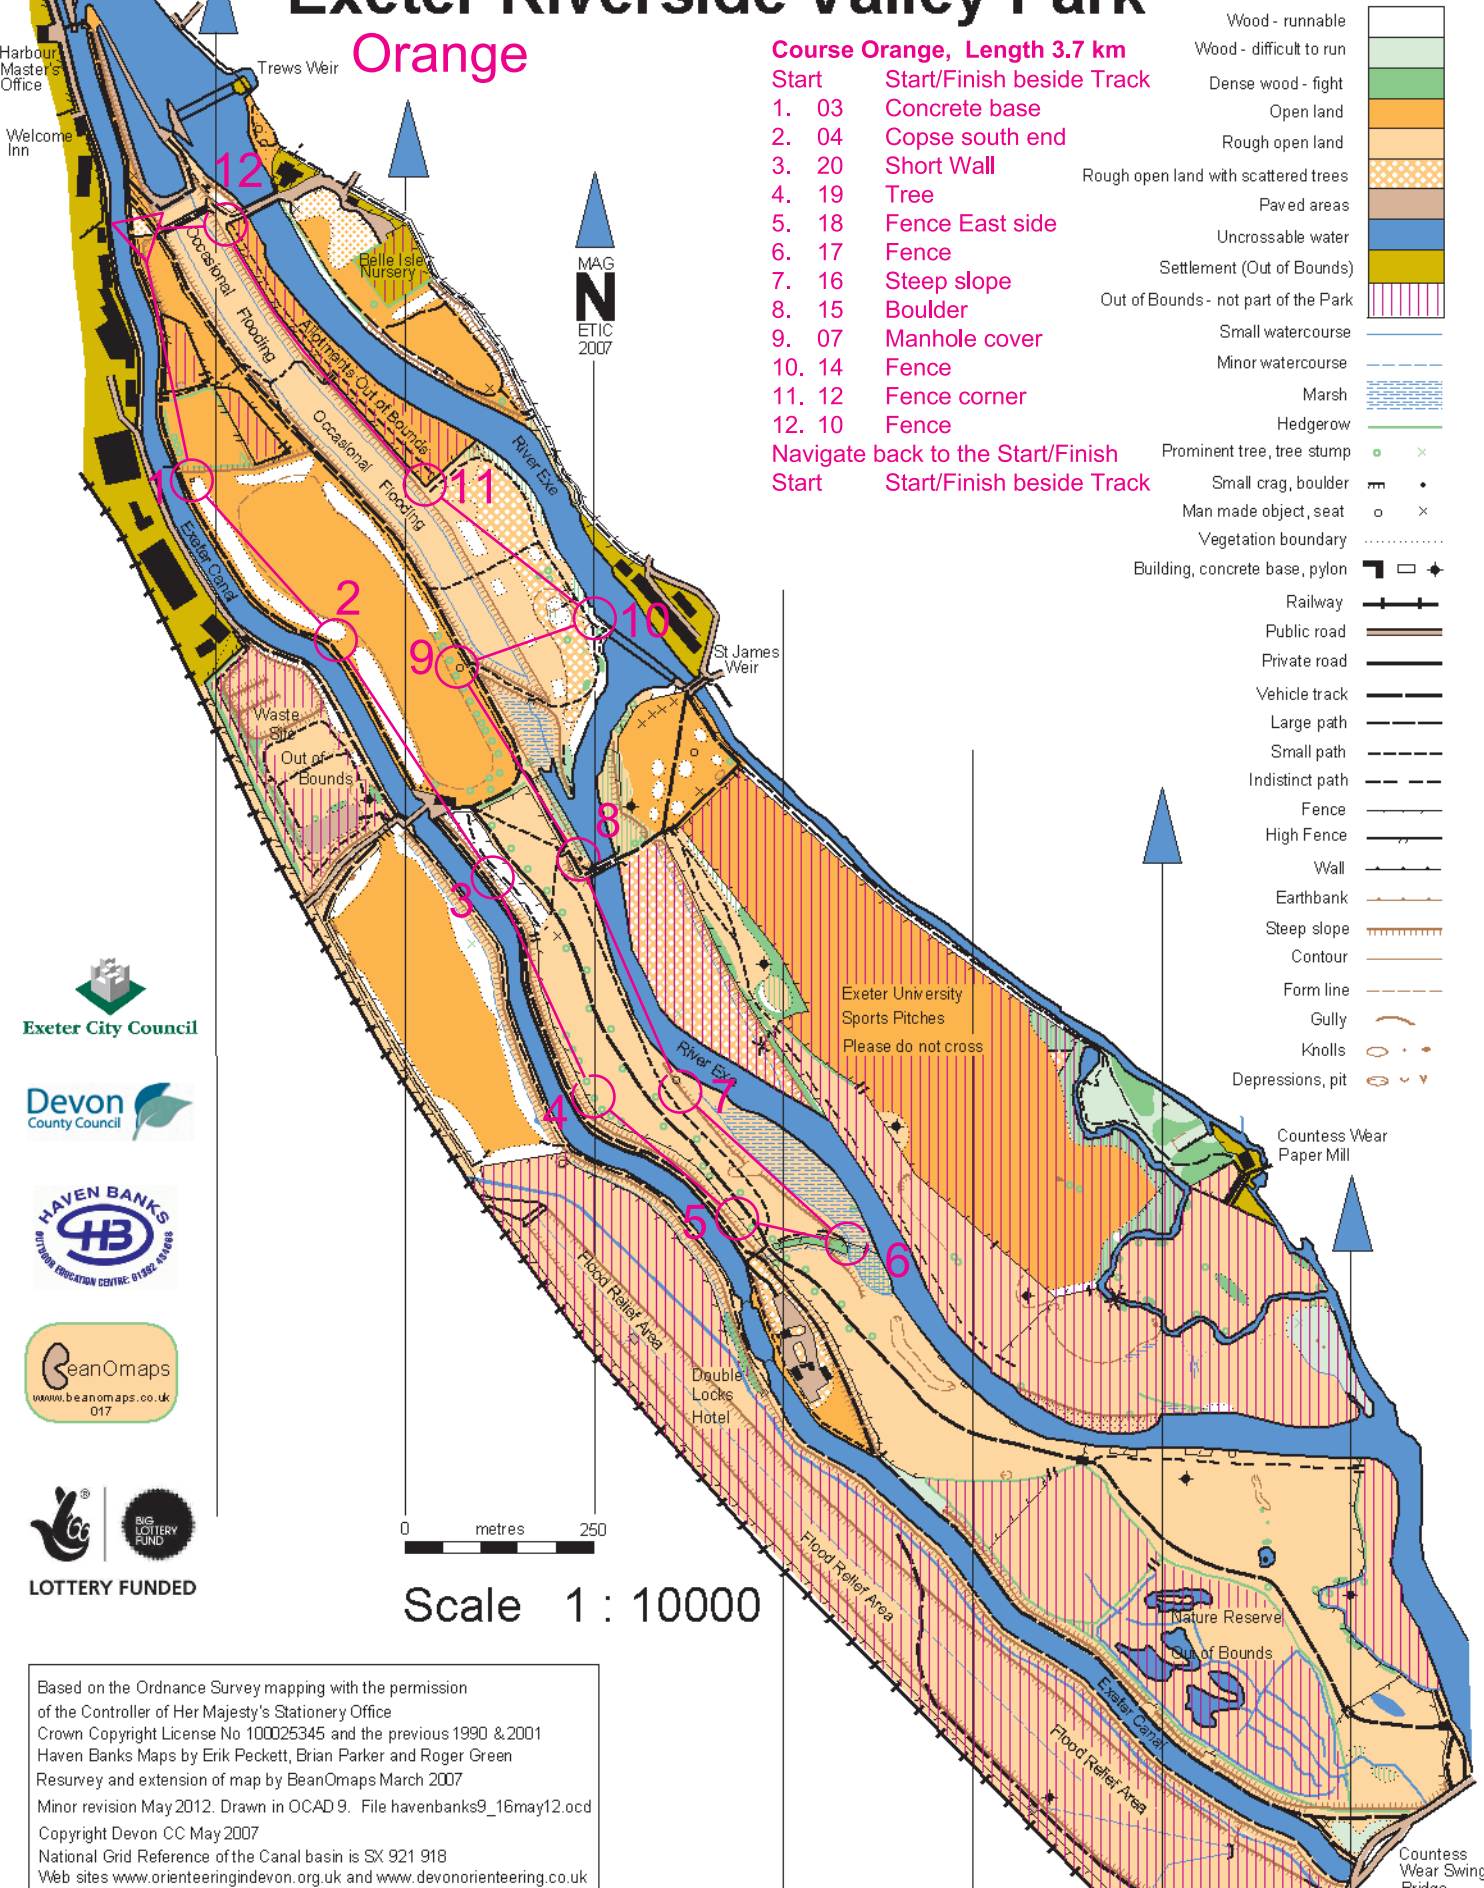 Exeter Riverside Valley Park
Orange
Harbour
Master's
Office
Trews Weir
Welcome
Inn
Course Orange, Length 3.7 km
Start Start/Finish beside Track
1. 03 Concrete base
2. 04 Copse south end
3. 20 Short Wall
4. 19 Tree
5. 18 Fence East side
6. 17 Fence
7. 16 Steep slope
8. 15 Boulder
9. 07 Manhole cover
10. 14 Fence
11. 12 Fence corner
12. 10 Fence
Navigate back to the Start/Finish
Start Start/Finish beside Track
Wood - runnable
Wood - difficult to run
Dense wood - fight
Open land
Rough open land
Rough open land with scattered trees
Paved areas
Uncrossable water
Settlement (Out of Bounds)
Out of Bounds - not part of the Park
Small watercourse
Minor watercourse
Marsh
Hedgerow
Prominent tree, tree stump
Small crag, boulder
Man made object, seat
Vegetation boundary
Building, concrete base, pylon
Railway
Public road
Private road
Vehicle track
Large path
Small path
Indistinct path
Fence
High Fence
Wall
Earthbank
Steep slope
Contour
Form line
Gully
Knolls
Depressions, pit
MAG
N
ETIC
2007
12
Belle Isle
Nursery
Occasional
Flooding
Allotments Out of Bounds
Occasional
Flooding
River Exe
1
11
Exeter Canal
2
9
10
St James
Weir
Waste
Site
Out of
Bounds
8
3
Exeter University
Sports Pitches
Please do not cross
River Exe
7
4
5
6
Countess Wear
Paper Mill
Flood Relief Area
Double
Locks
Hotel
Flood Relief Area
Nature Reserve
Out of Bounds
Exeter Canal
Flood Relief Area
Countess
Wear Swing
Bridge
Exeter City Council
Devon
County Council
HAVEN BANKS
HB
OUTDOOR EDUCATION CENTRE: 01392 434668
BeanOmaps
www.beanomaps.co.uk
017
BIG
LOTTERY
FUND
LOTTERY FUNDED
0 metres 250
Scale 1 : 10000
Based on the Ordnance Survey mapping with the permission
of the Controller of Her Majesty's Stationery Office
Crown Copyright License No 100025345 and the previous 1990 & 2001
Haven Banks Maps by Erik Peckett, Brian Parker and Roger Green
Resurvey and extension of map by BeanOmaps March 2007
Minor revision May 2012. Drawn in OCAD 9. File havenbanks9_16may12.ocd
Copyright Devon CC May 2007
National Grid Reference of the Canal basin is SX 921 918
Web sites www.orienteeringindevon.org.uk and www.devonorienteering.co.uk